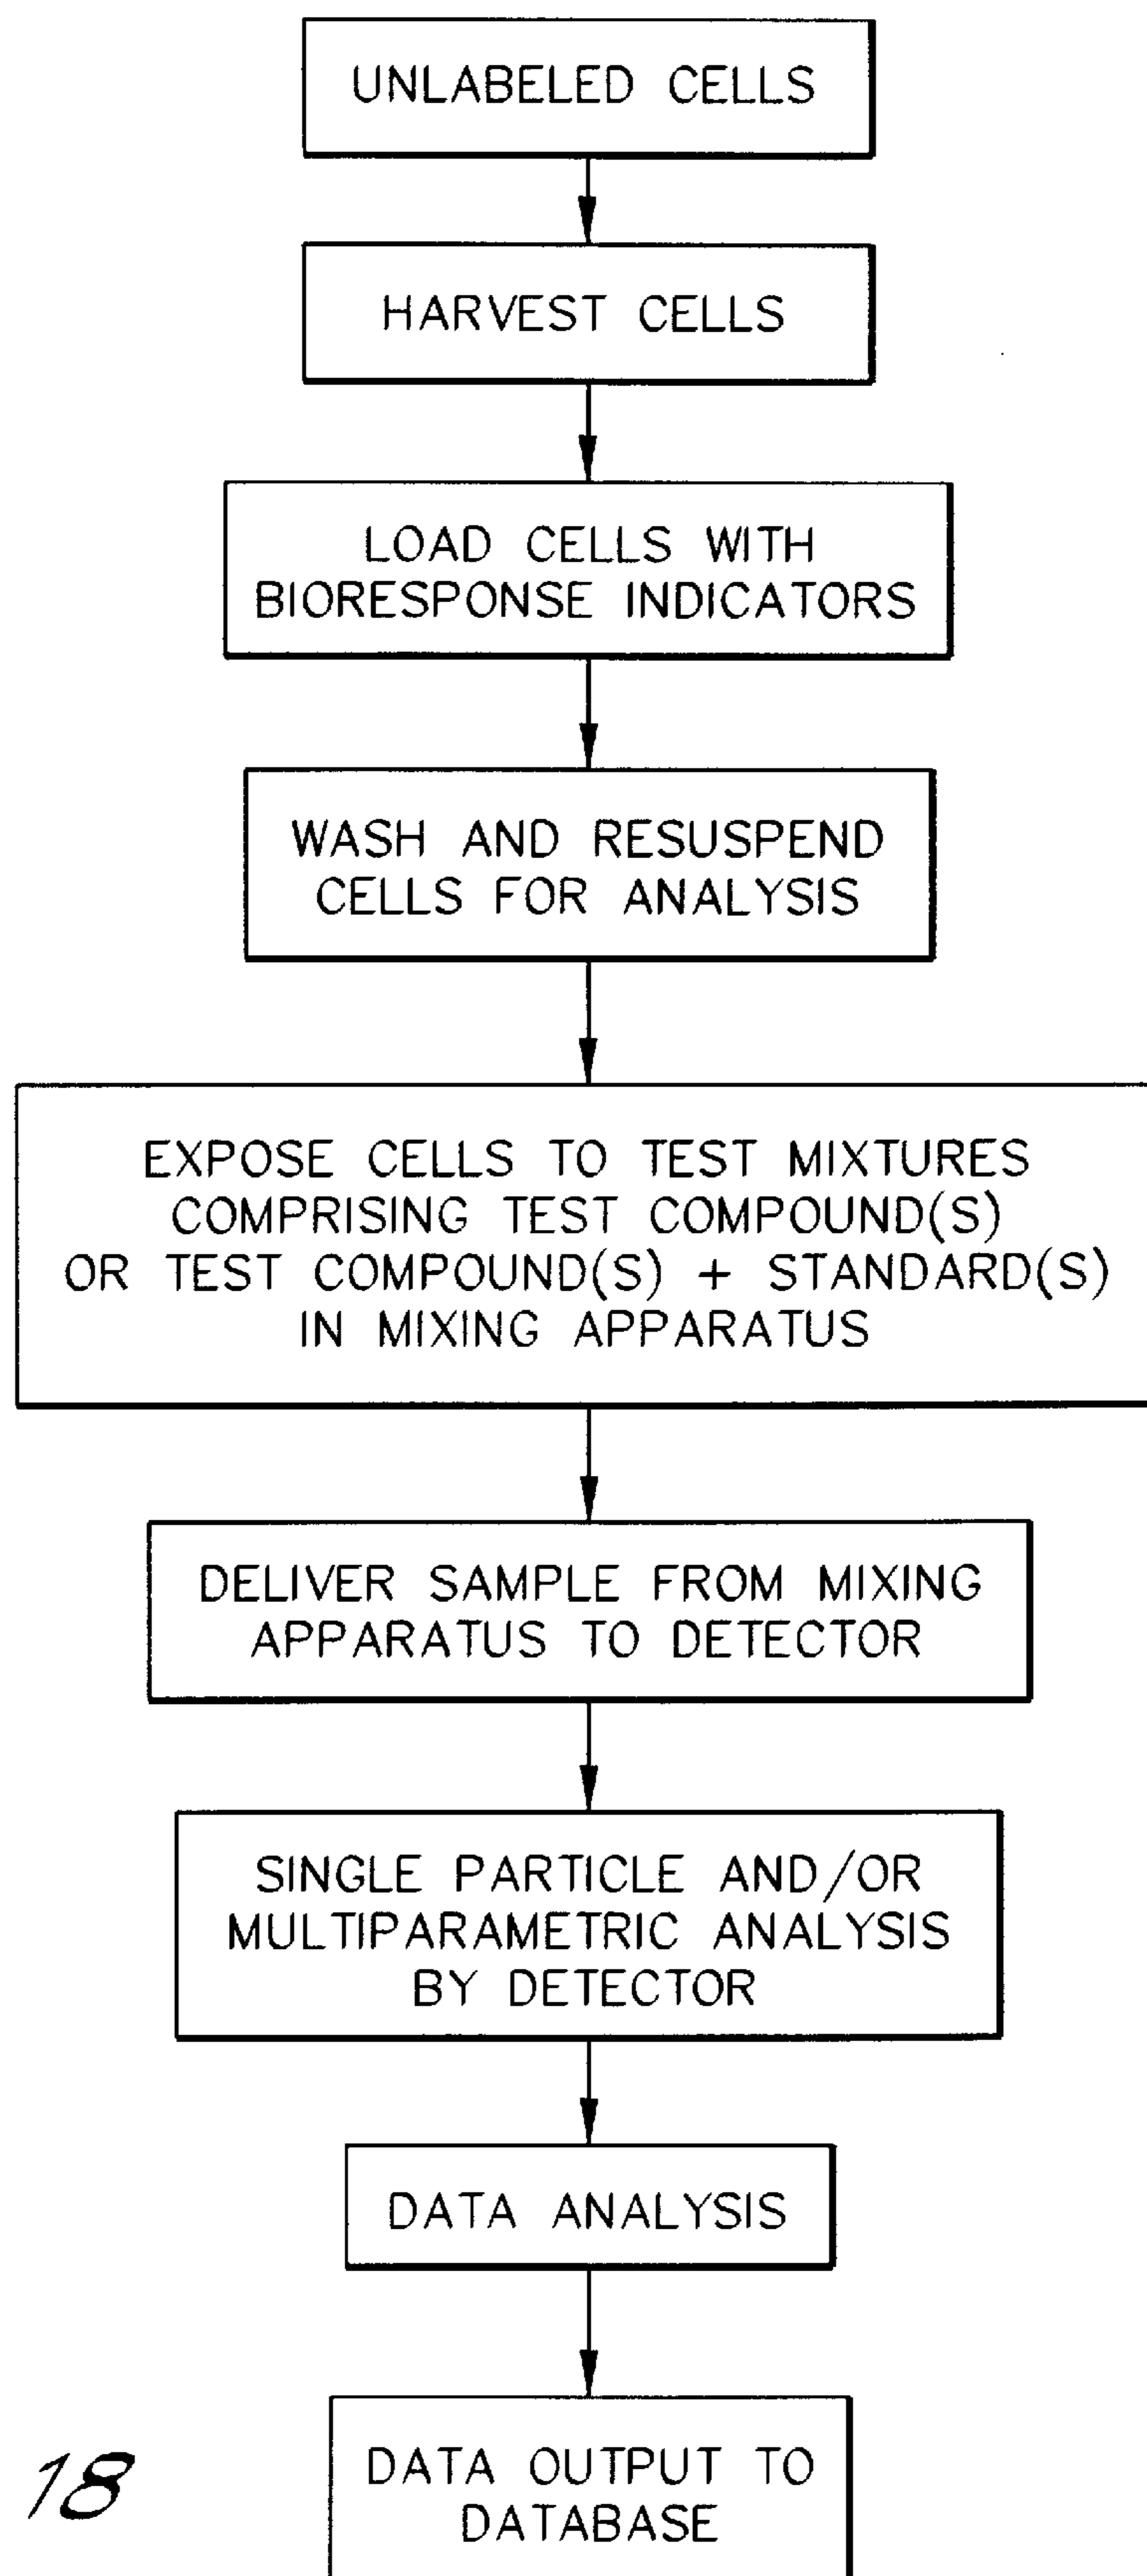 UNLABELED CELLS
HARVEST CELLS
LOAD CELLS WITH
BIORESPONSE INDICATORS
WASH AND RESUSPEND
CELLS FOR ANALYSIS
EXPOSE CELLS TO TEST MIXTURES
COMPRISING TEST COMPOUND(S)
OR TEST COMPOUND(S) + STANDARD(S)
IN MIXING APPARATUS
DELIVER SAMPLE FROM MIXING
APPARATUS TO DETECTOR
SINGLE PARTICLE AND/OR
MULTIPARAMETRIC ANALYSIS
BY DETECTOR
DATA ANALYSIS
DATA OUTPUT TO
DATABASE
18